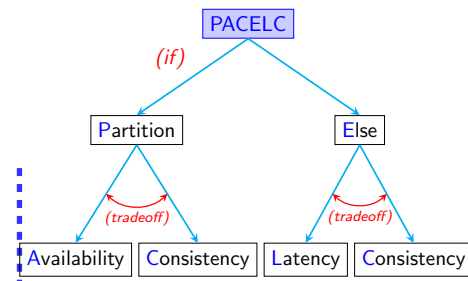 PACELC
(if)
Partition
Else
(tradeoff)
(tradeoff)
Availability
Consistency
Latency
Consistency